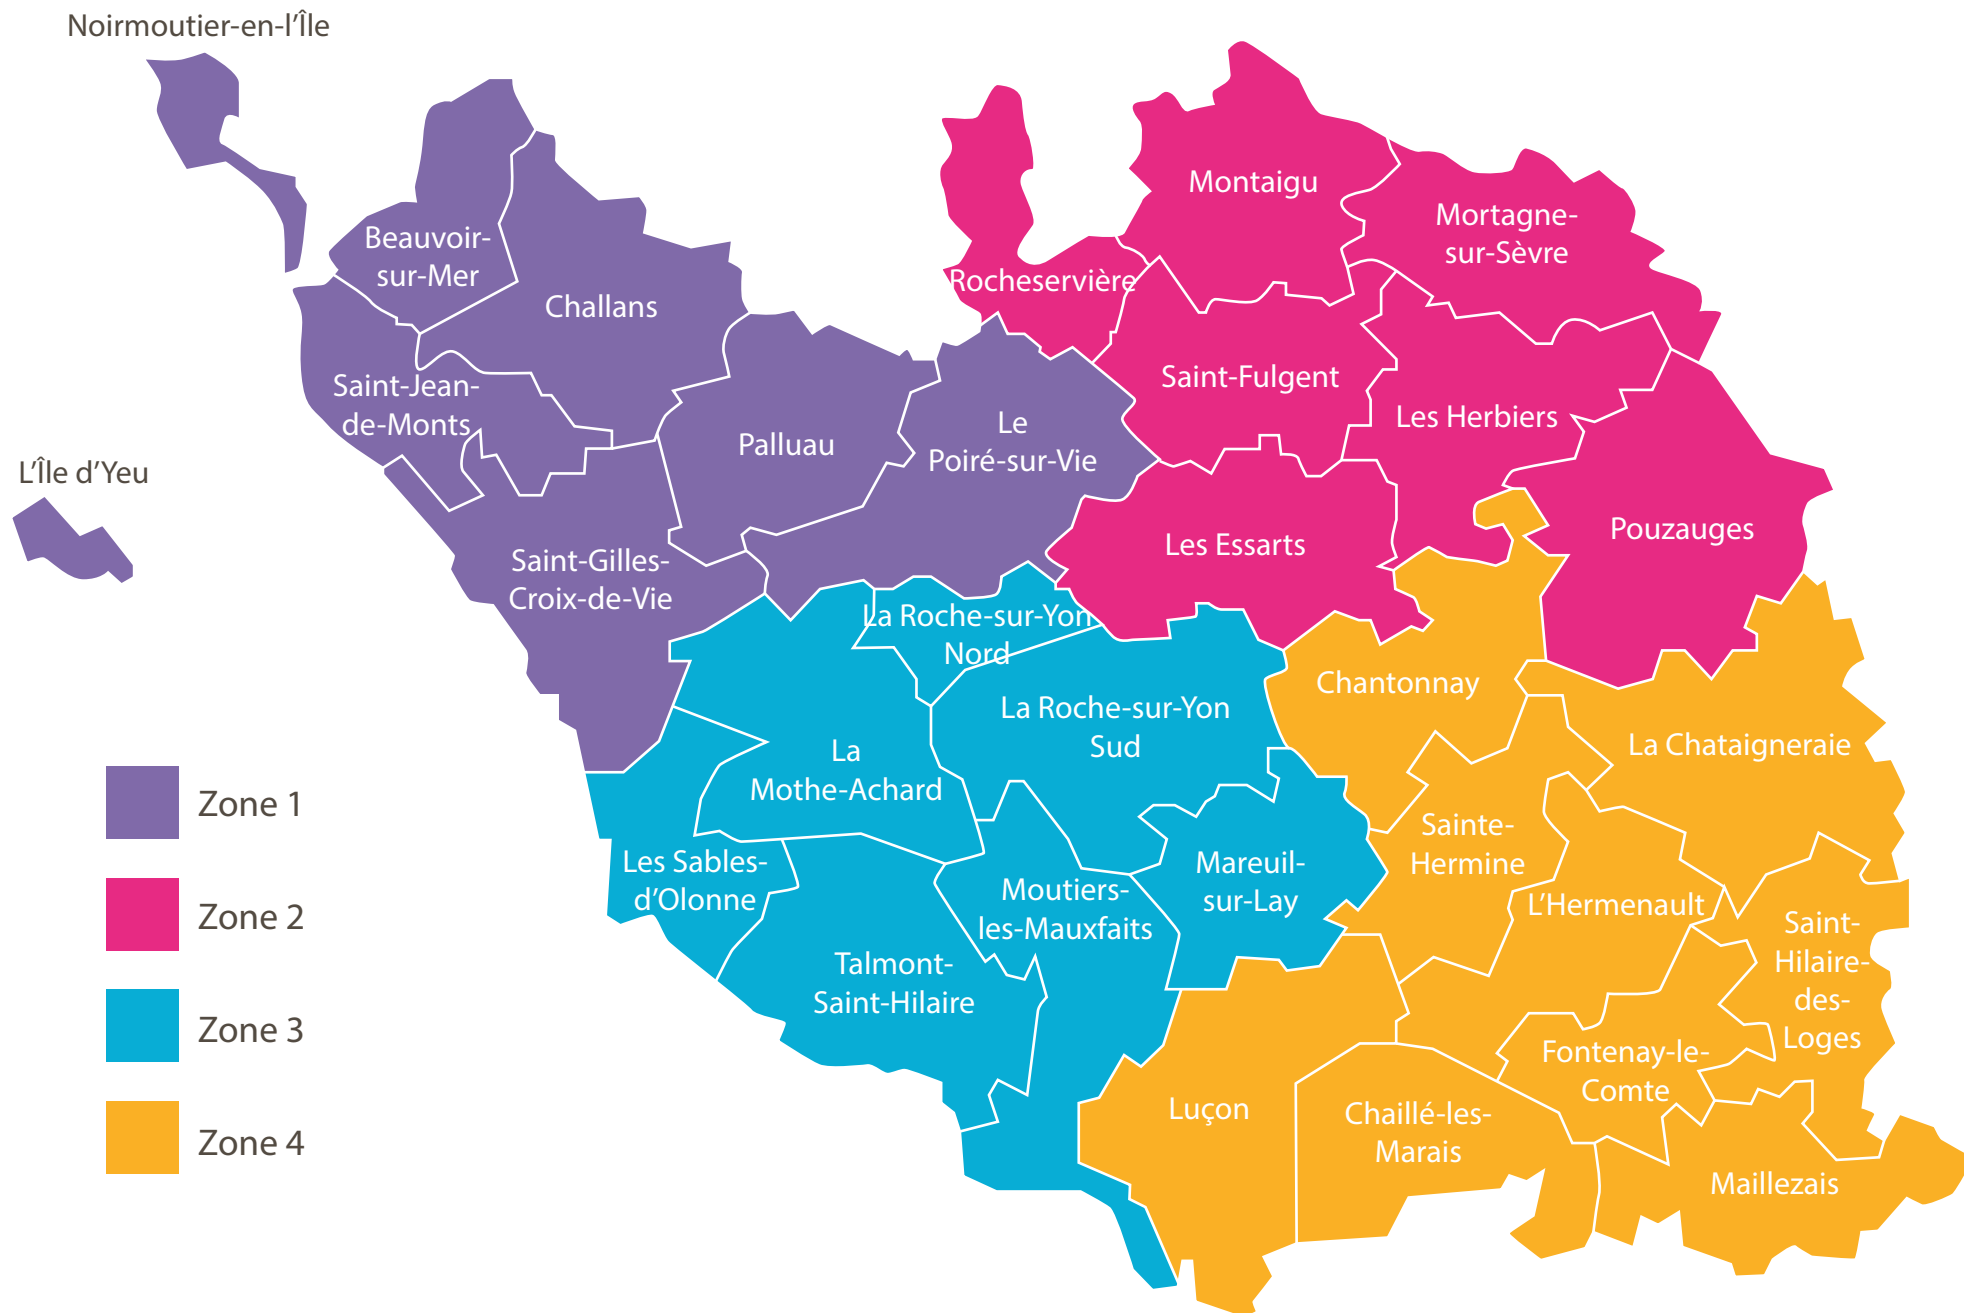 Noirmoutier-en-l'Île
Montaigu
Mortagne-
sur-Sèvre
Beauvoir-
sur-Mer
Rocheservière
Challans
Saint-Fulgent
Saint-Jean-
de-Monts
Les Herbiers
Le
Poiré-sur-Vie
Palluau
L'Île d'Yeu
Pouzauges
Les Essarts
Saint-Gilles-
Croix-de-Vie
La Roche-sur-Yon
Nord
Chantonnay
La Roche-sur-Yon
Sud
La Chataigneraie
La
Mothe-Achard
Zone 1
Sainte-
Hermine
Les Sables-
d'Olonne
Mareuil-
sur-Lay
Moutiers-
les-Mauxfaits
L'Hermenault
Zone 2
Saint-
Hilaire-
des-
Loges
Talmont-
Saint-Hilaire
Zone 3
Fontenay-le-
Comte
Luçon
Chaillé-les-
Marais
Zone 4
Maillezais